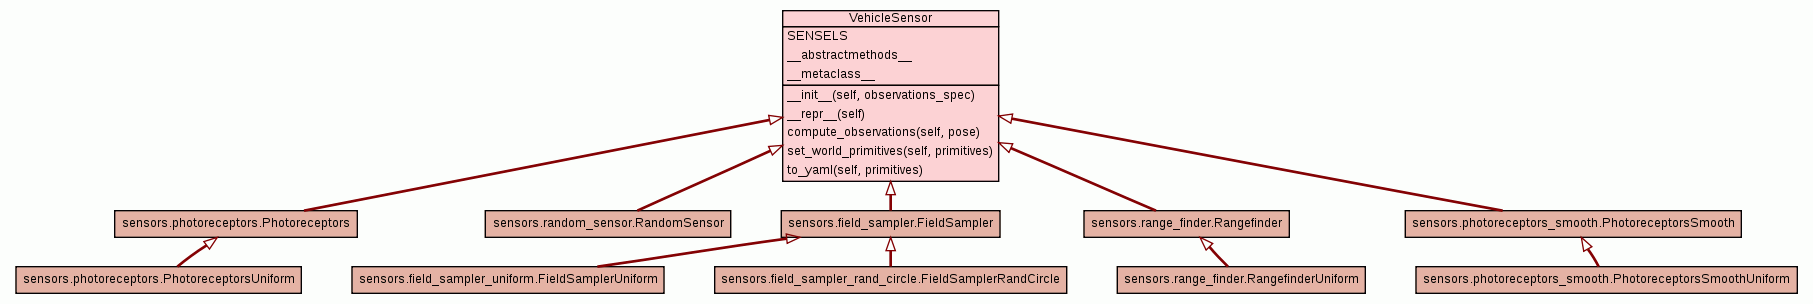 VehicleSensor
SENSELS
__abstractmethods__
__metaclass__
__init__(self, observations_spec)
__repr__(self)
compute_observations(self, pose)
set_world_primitives(self, primitives)
to_yaml(self, primitives)
sensors.photoreceptors.Photoreceptors
sensors.random_sensor.RandomSensor
sensors.field_sampler.FieldSampler
sensors.range_finder.Rangefinder
sensors.photoreceptors_smooth.PhotoreceptorsSmooth
sensors.photoreceptors.PhotoreceptorsUniform
sensors.field_sampler_uniform.FieldSamplerUniform
sensors.field_sampler_rand_circle.FieldSamplerRandCircle
sensors.range_finder.RangefinderUniform
sensors.photoreceptors_smooth.PhotoreceptorsSmoothUniform